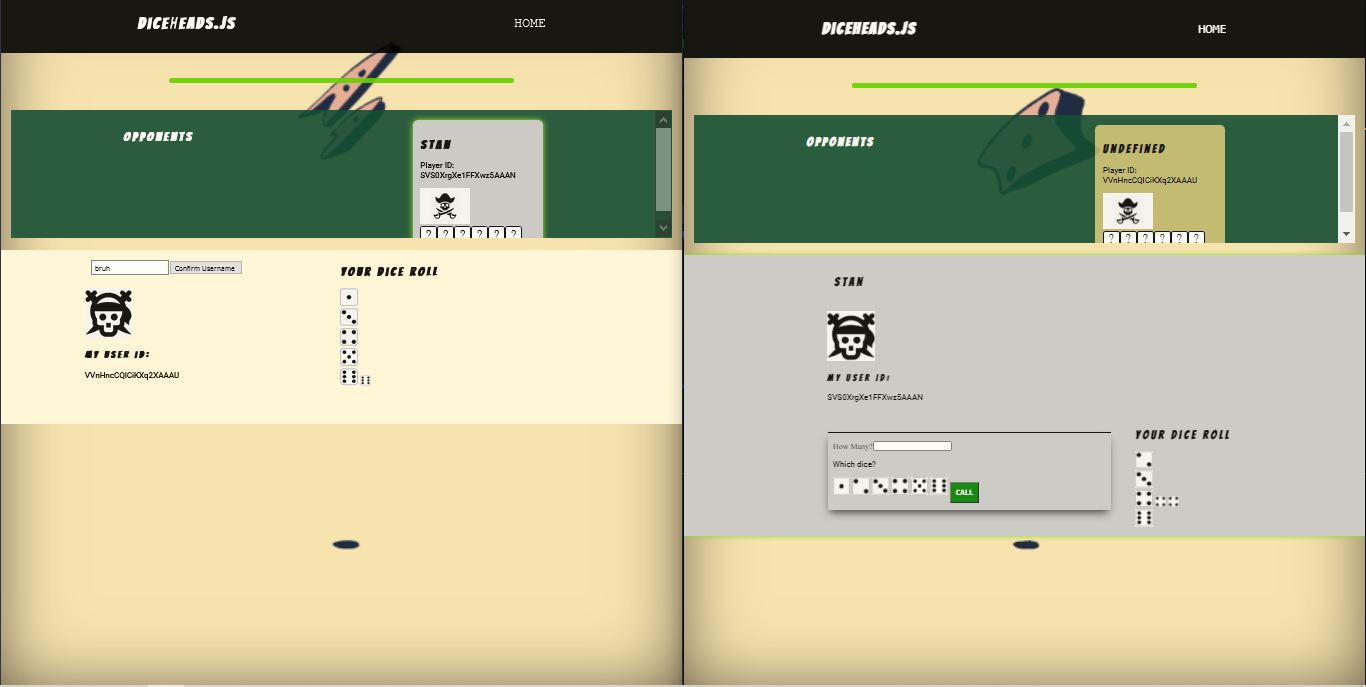 DICEHEADS.JS
HOME
OPPONENTS
STAN
Player ID:
SVS0XrgXe1FFXwz5AAAN
? ? ? ? ? ?
bruh
Confirm Username
YOUR DICE ROLL
MY USER ID:
VVnHncCQICiKXq2XAAAU
DICEHEADS.JS
HOME
OPPONENTS
UNDEFINED
Player ID:
VVnHncCQICiKXq2XAAAU
? ? ? ? ? ?
STAN
MY USER ID:
SVS0XrgXe1FFXwz5AAAN
How Many?
Which dice?
CALL
YOUR DICE ROLL